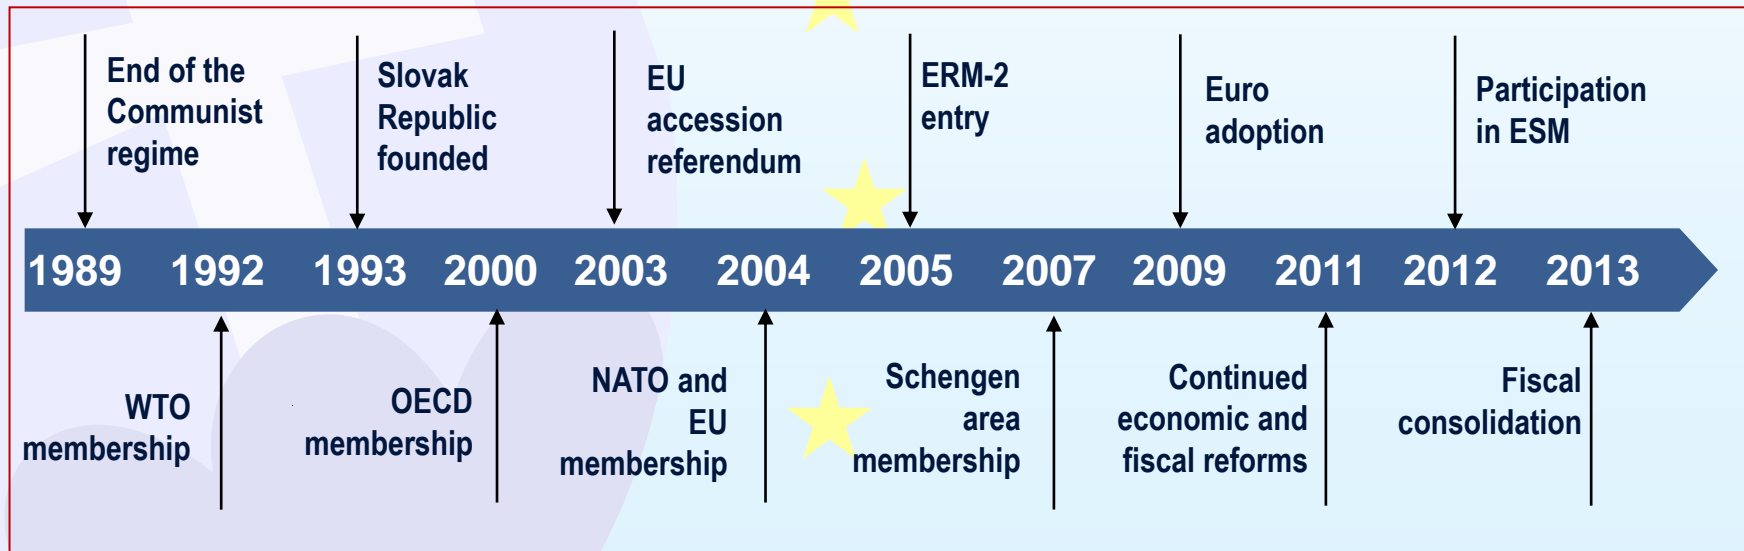 End of the
Communist
regime
Slovak
Republic
founded
EU
accession
referendum
ERM-2
entry
Euro
adoption
Participation
in ESM
1989 1992 1993 2000 2003 2004 2005 2007 2009 2011 2012 2013
WTO
membership
OECD
membership
NATO and
EU
membership
Schengen
area
membership
Continued
economic and
fiscal reforms
Fiscal
consolidation